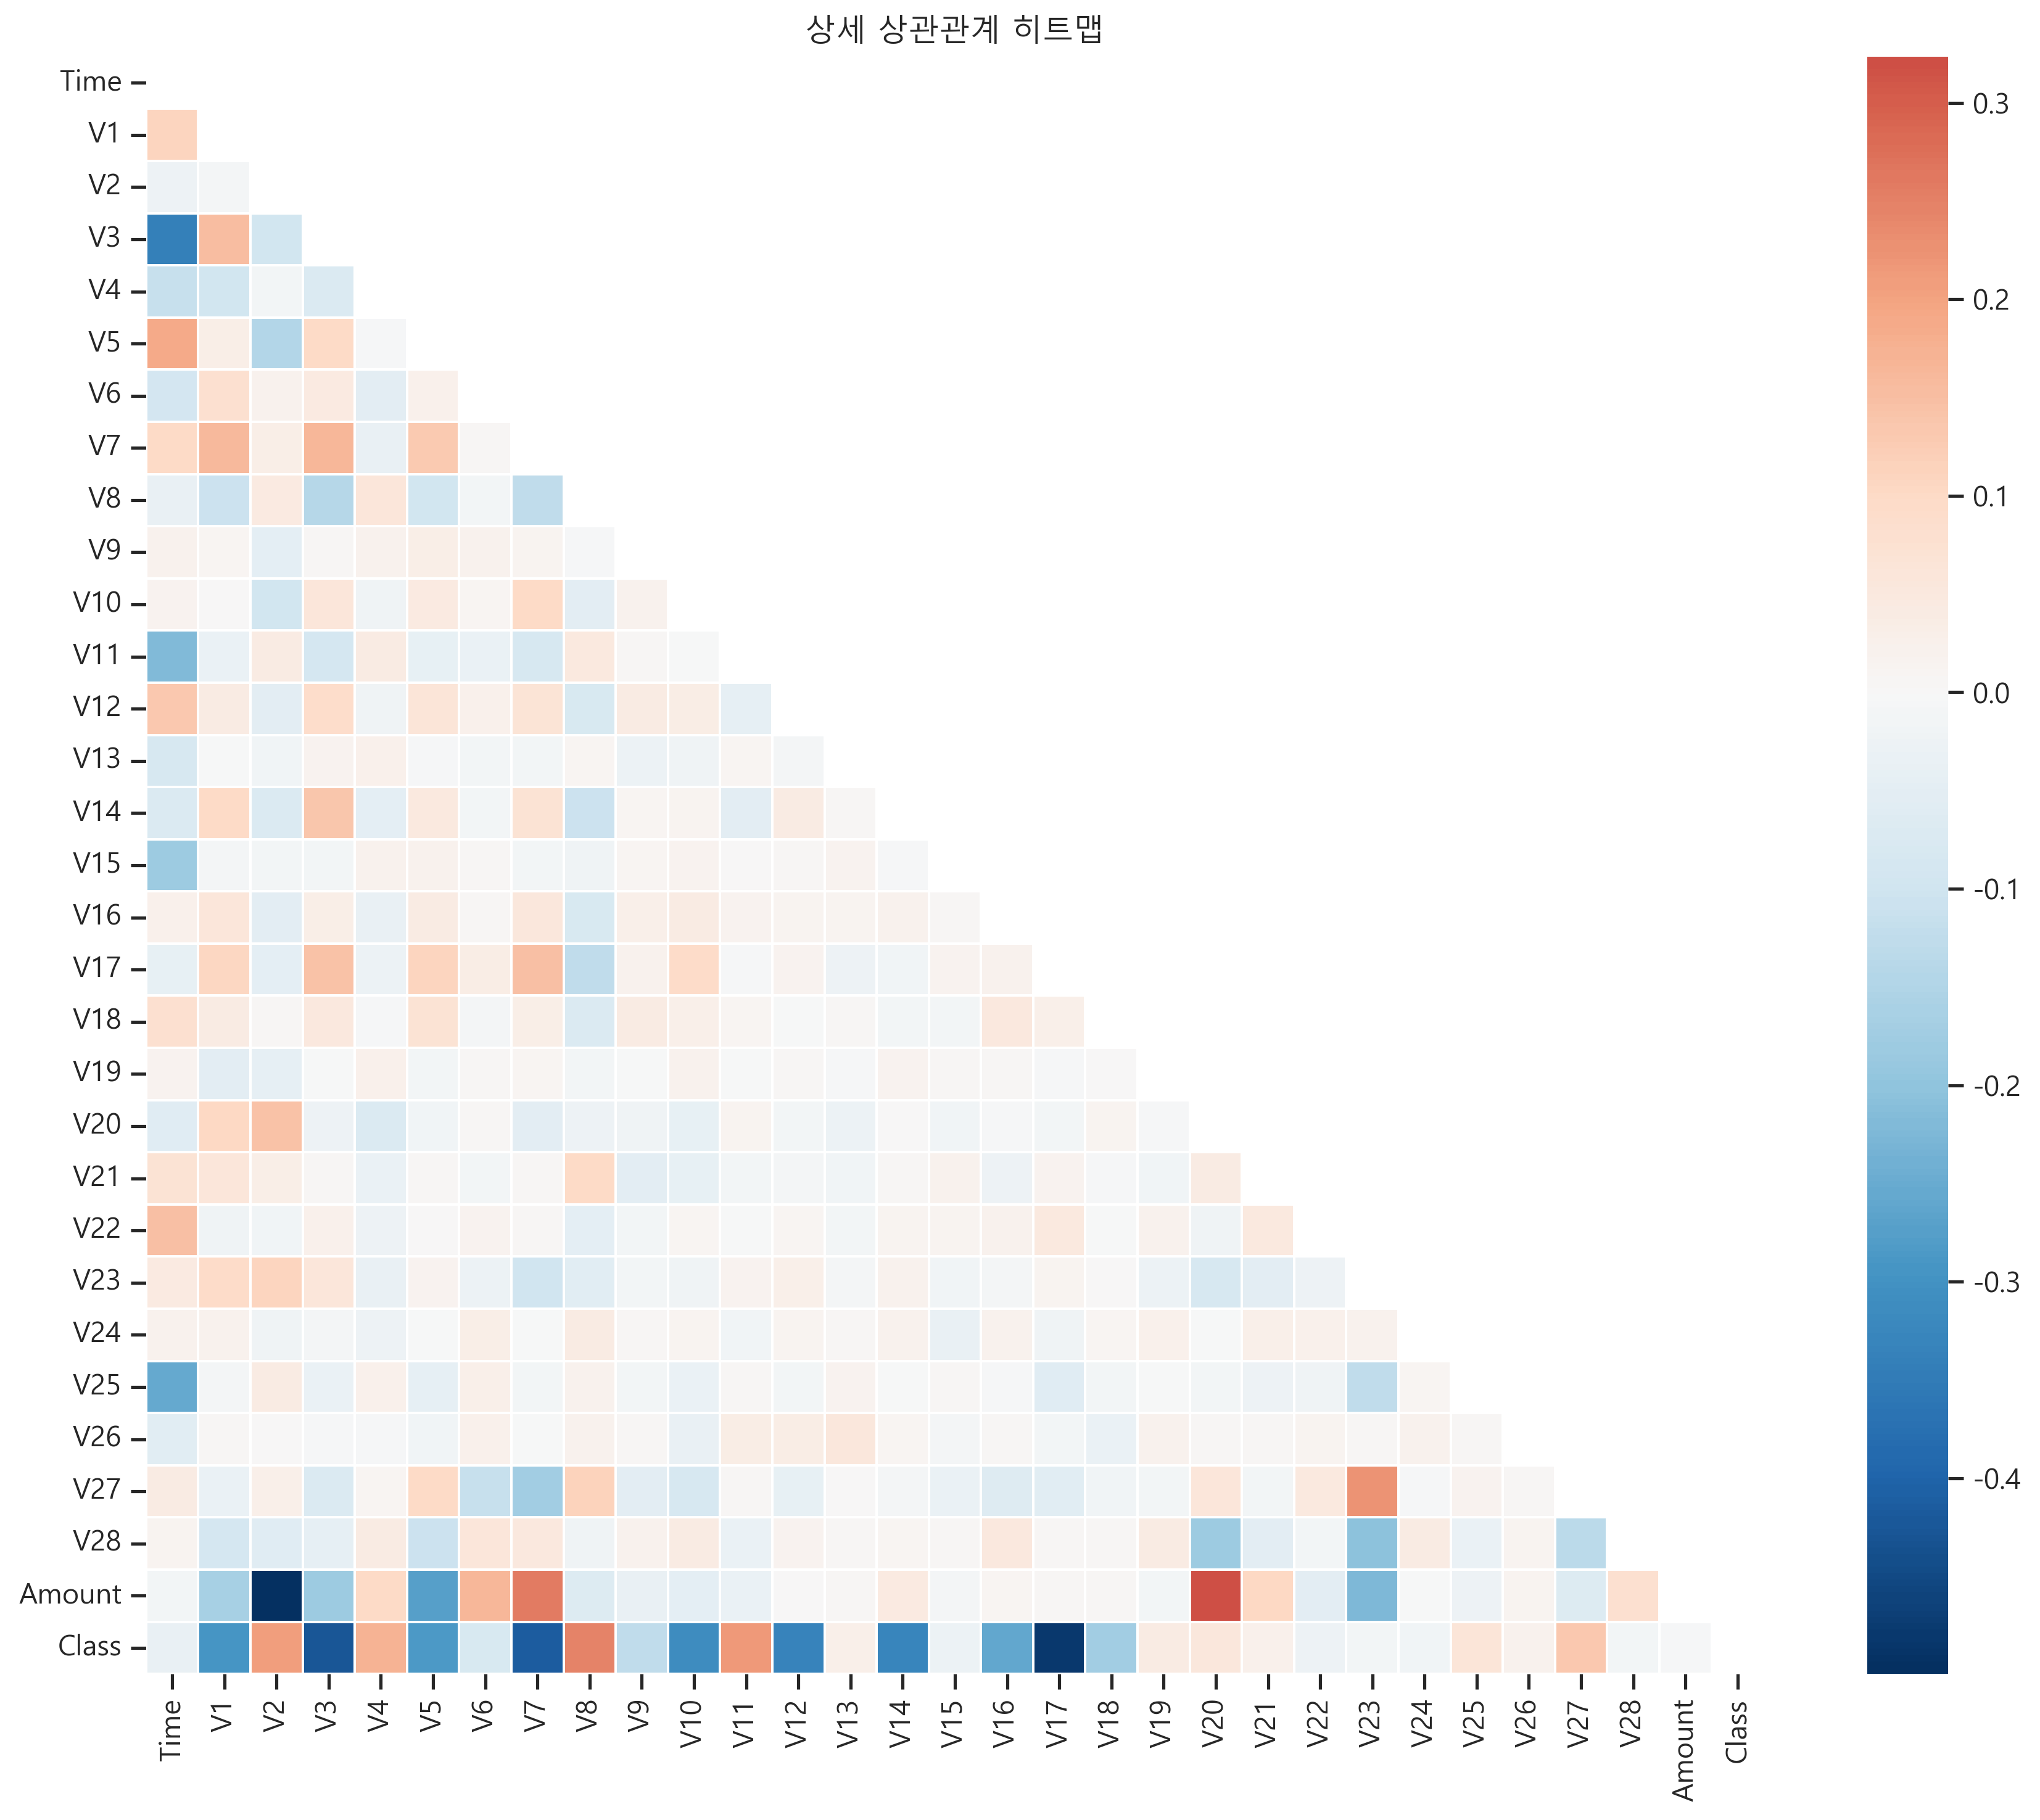 상세 상관관계 히트맵
Time
V1
V2
V3
V4
V5
V6
V7
V8
V9
V10
V11
V12
V13
V14
V15
V16
V17
V18
V19
V20
V21
V22
V23
V24
V25
V26
V27
V28
Amount
Class
Time
V1
V2
V3
V4
V5
V6
V7
V8
V9
V10
V11
V12
V13
V14
V15
V16
V17
V18
V19
V20
V21
V22
V23
V24
V25
V26
V27
V28
Amount
Class
0.3
0.2
0.1
0.0
-0.1
-0.2
-0.3
-0.4